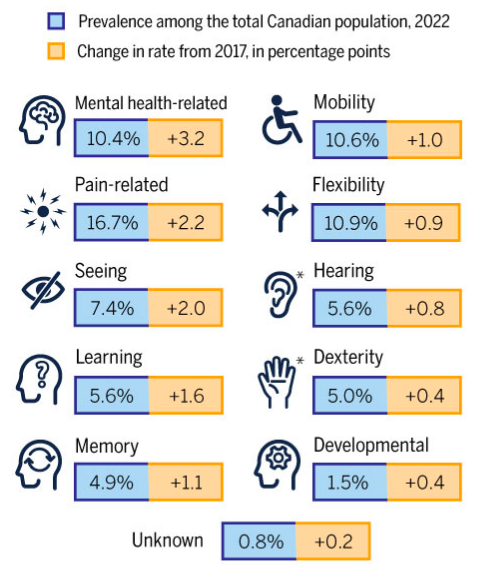 Prevalence among the total Canadian population, 2022
Change in rate from 2017, in percentage points
Mental health-related
10.4% +3.2
Mobility
10.6% +1.0
Pain-related
16.7% +2.2
Flexibility
10.9% +0.9
Seeing
7.4% +2.0
* Hearing
5.6% +0.8
Learning
5.6% +1.6
* Dexterity
5.0% +0.4
Memory
4.9% +1.1
Developmental
1.5% +0.4
Unknown 0.8% +0.2
?